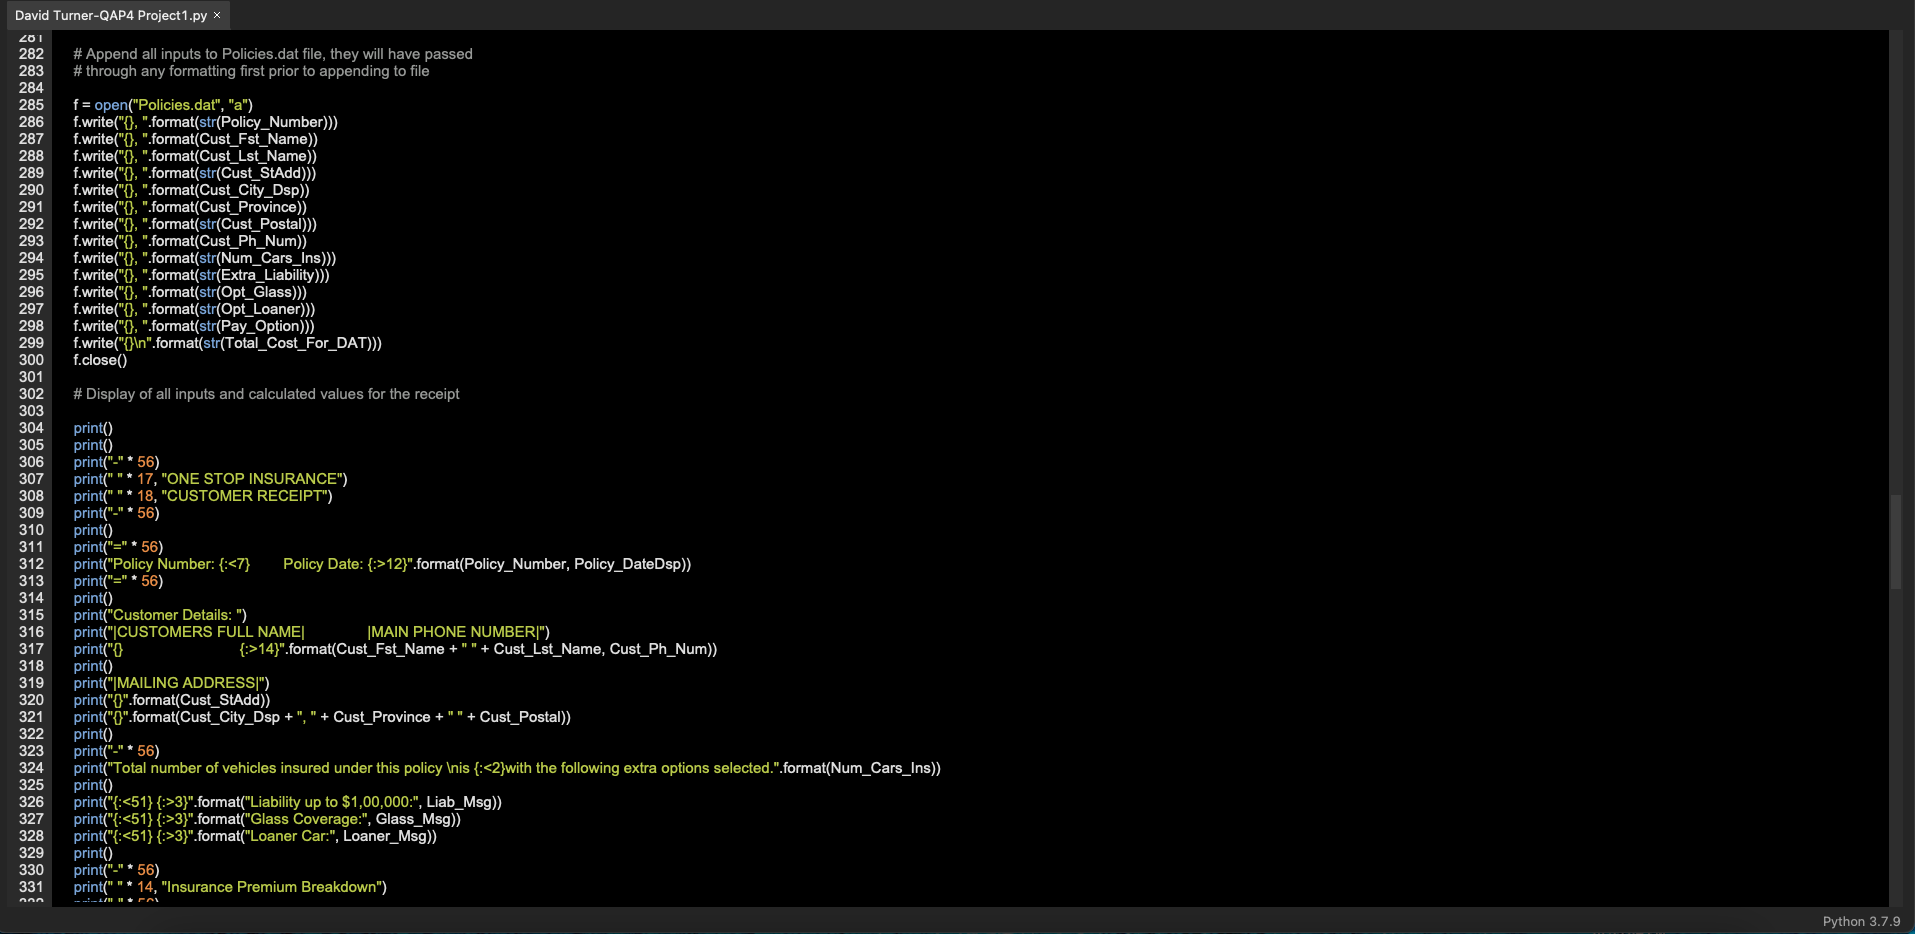 David Turner-QAP4 Project1.py ×
281
282 # Append all inputs to Policies.dat file, they will have passed
283 # through any formatting first prior to appending to file
284
285 f = open("Policies.dat", "a")
286 f.write("{}, ".format(str(Policy_Number)))
287 f.write("{}, ".format(Cust_Fst_Name))
288 f.write("{}, ".format(Cust_Lst_Name))
289 f.write("{}, ".format(str(Cust_StAdd)))
290 f.write("{}, ".format(Cust_City_Dsp))
291 f.write("{}, ".format(Cust_Province))
292 f.write("{}, ".format(str(Cust_Postal)))
293 f.write("{}, ".format(Cust_Ph_Num))
294 f.write("{}, ".format(str(Num_Cars_Ins)))
295 f.write("{}, ".format(str(Extra_Liability)))
296 f.write("{}, ".format(str(Opt_Glass)))
297 f.write("{}, ".format(str(Opt_Loaner)))
298 f.write("{}, ".format(str(Pay_Option)))
299 f.write("{}\n".format(str(Total_Cost_For_DAT)))
300 f.close()
301
302 # Display of all inputs and calculated values for the receipt
303
304 print()
305 print()
306 print("-" * 56)
307 print(" " * 17, "ONE STOP INSURANCE")
308 print(" " * 18, "CUSTOMER RECEIPT")
309 print("-" * 56)
310 print()
311 print("=" * 56)
312 print("Policy Number: {:<7}        Policy Date: {:>12}".format(Policy_Number, Policy_DateDsp))
313 print("=" * 56)
314 print()
315 print("Customer Details: ")
316 print("|CUSTOMERS FULL NAME|               |MAIN PHONE NUMBER|")
317 print("{}                            {:>14}".format(Cust_Fst_Name + " " + Cust_Lst_Name, Cust_Ph_Num))
318 print()
319 print("|MAILING ADDRESS|")
320 print("{}".format(Cust_StAdd))
321 print("{}".format(Cust_City_Dsp + ", " + Cust_Province + " " + Cust_Postal))
322 print()
323 print("-" * 56)
324 print("Total number of vehicles insured under this policy \nis {:<2}with the following extra options selected.".format(Num_Cars_Ins))
325 print()
326 print("{:<51} {:>3}".format("Liability up to $1,00,000:", Liab_Msg))
327 print("{:<51} {:>3}".format("Glass Coverage:", Glass_Msg))
328 print("{:<51} {:>3}".format("Loaner Car:", Loaner_Msg))
329 print()
330 print("-" * 56)
331 print(" " * 14, "Insurance Premium Breakdown")
Python 3.7.9